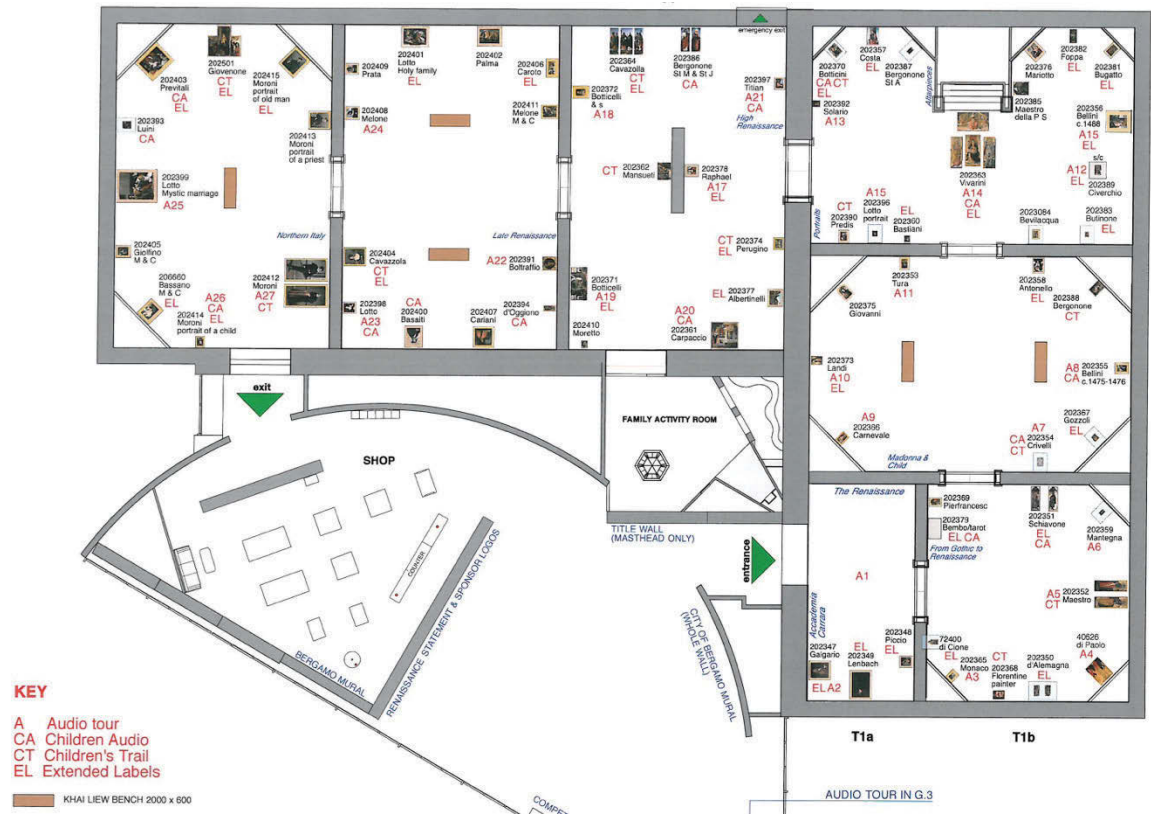 emergency exit
202403
Previtali
CA
EL
202501
Giovenone
CT
EL
202415
Moroni
portrait
of old man
EL
202393
Luini
CA
202413
Moroni
portrait
of a priest
202399
Lotto
Mystic marriage
A25
Northern Italy
202405
Giolfino
M & C
206660
Bassano
M & C
EL
202412
Moroni
A27
CT
A26
CA
EL
202414
Moroni
portrait of a child
202401
Lotto
Holy family
EL
202402
Palma
202409
Prata
202406
Caroto
EL
202408
Melone
A24
202411
Melone
M & C
Late Renaissance
202404
Cavazzola
CT
EL
A22
202391
Boltraffio
202398
Lotto
A23
CA
CA
202400
Basaiti
202407
Cariani
202394
d'Oggiono
CA
202364
Cavazolla
CT
EL
202386
Bergonone
St M & St J
CA
202372
Botticelli
& s
A18
202397
Titian
A21
CA
High
Renaissance
CT
202362
Mansueti
202378
Raphael
A17
EL
CT
EL
202374
Perugino
202371
Botticelli
A19
EL
EL
202377
Albertinelli
A20
CA
202361
Carpaccio
202410
Moretto
202370
Botticini
CA CT
EL
202357
Costa
EL
202387
Bergonone
St A
Altarpieces
202392
Solario
A13
202376
Mariotto
202382
Foppa
EL
202381
Bugatto
EL
202385
Maestro
della P S
202356
Bellini
c.1488
A15
EL
s/c
A12
EL
202389
Civerchio
202363
Vivarini
A14
CA
EL
Portraits
CT
202390
Predis
A15
202396
Lotto
portrait
EL
202360
Bastiani
2023084
Bevilacqua
202383
Butinone
EL
202353
Tura
A11
202358
Antonello
EL
202375
Giovanni
202388
Bergonone
CT
202373
Landi
A10
EL
A8
CA
202355
Bellini
c.1475-1476
A9
202366
Carnevale
A7
CA
CT
202354
Crivelli
202367
Gozzoli
EL
Madonna &
Child
The Renaissance
A1
Accademia
Carrara
202347
Galgario
EL A2
EL
202349
Lenbach
202348
Piccio
EL
202369
Pierfrancesc
202379
Bembo/tarot
EL CA
From Gothic to
Renaissance
202351
Schiavone
EL
CA
202359
Mantegna
A6
A5
CT
202352
Maestro
72400
di Cione
EL
202365
Monaco
A3
CT
202368
Florentine
painter
202350
d'Alemagna
EL
40626
di Paolo
A4
T1a
T1b
exit
SHOP
COUNTER
FAMILY ACTIVITY ROOM
TITLE WALL
(MASTHEAD ONLY)
entrance
BERGAMO MURAL
RENAISSANCE STATEMENT & SPONSOR LOGOS
CITY OF BERGAMO MURAL
(WHOLE WALL)
AUDIO TOUR IN G.3
KEY
A Audio tour
CA Children Audio
CT Children's Trail
EL Extended Labels
KHAI LIEW BENCH 2000 x 600